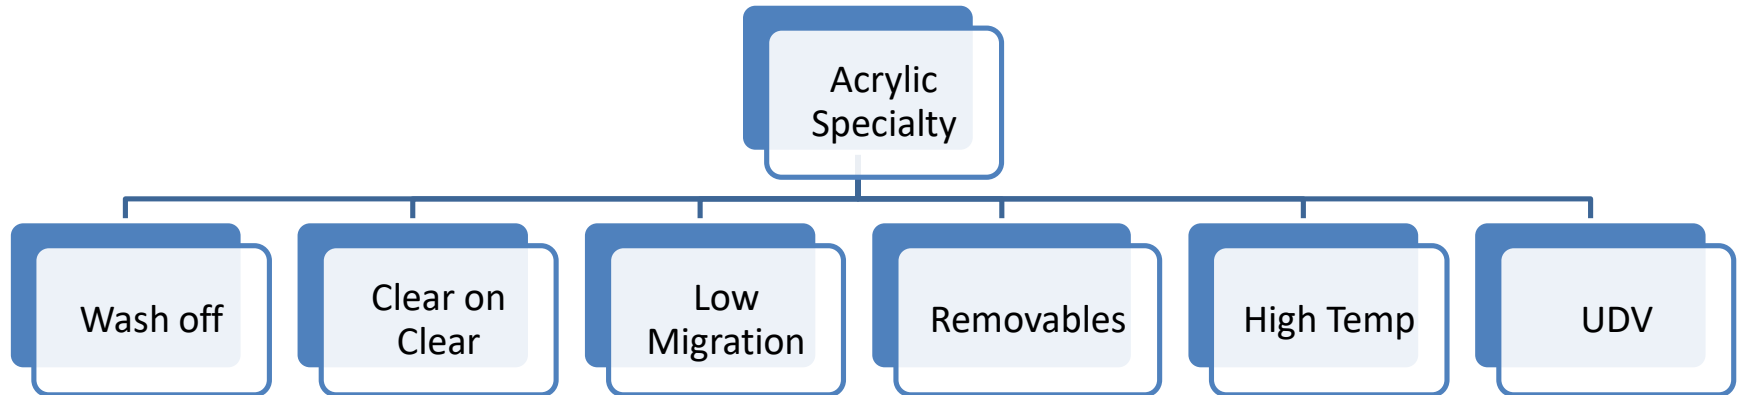 Acrylic
Specialty
Wash off
Clear on
Clear
Low
Migration
Removables
High Temp
UDV